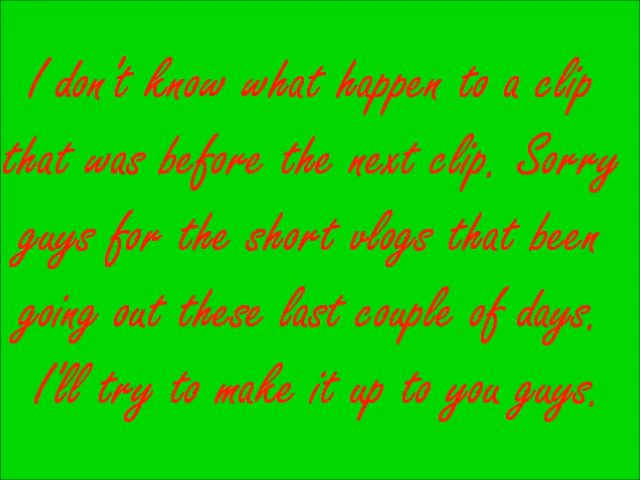 I don't know what happen to a clip
that was before the next clip. Sorry
guys for the short vlogs that been
going out these last couple of days.
I'll try to make it up to you guys.